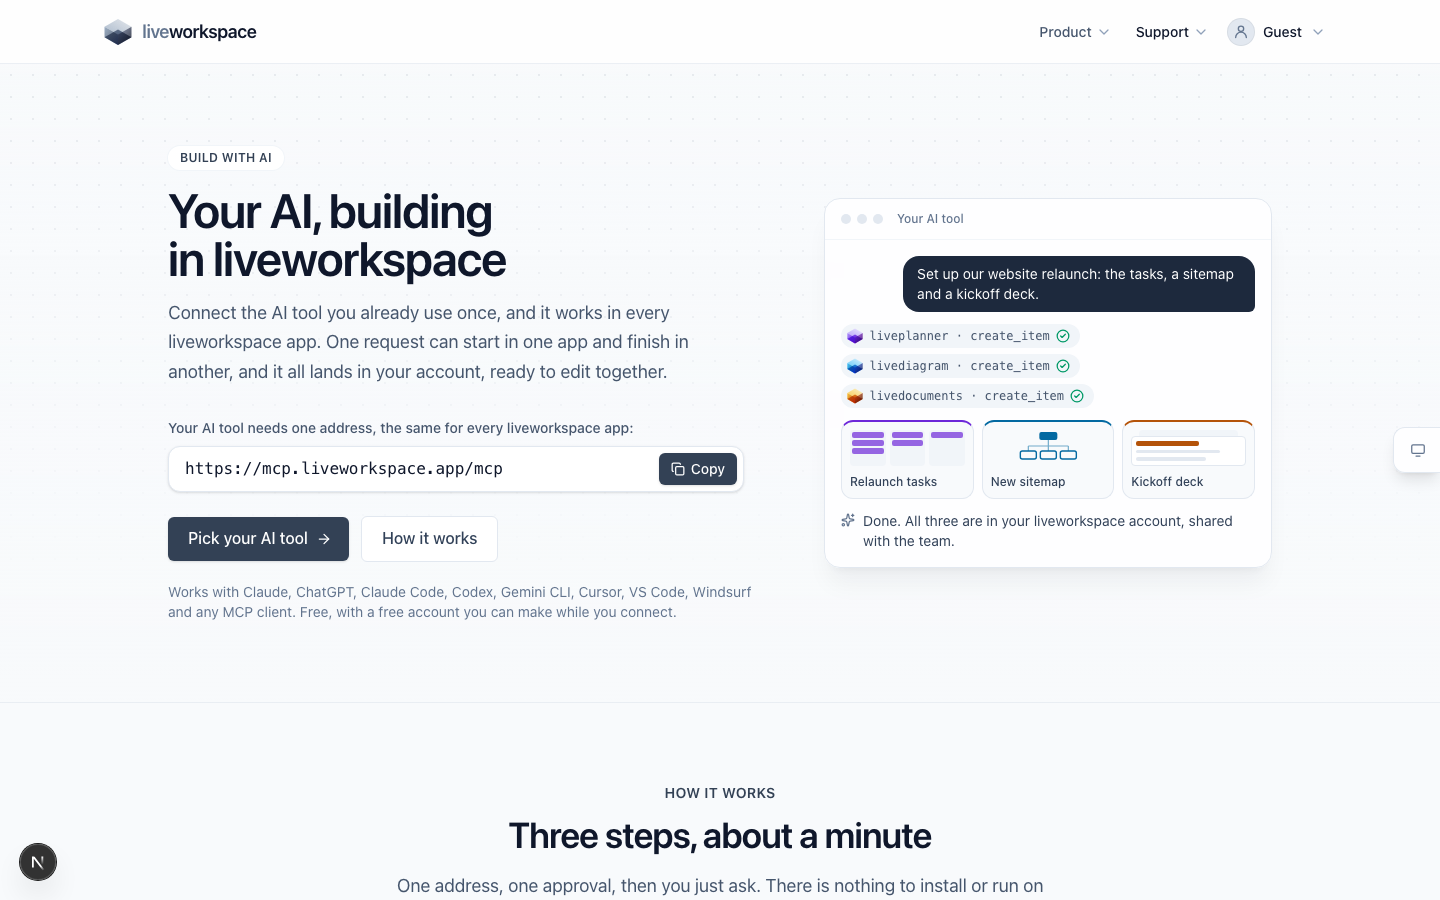 liveworkspace
Product
Support
Guest
BUILD WITH AI
Your AI, building
in liveworkspace
Connect the AI tool you already use once, and it works in every
liveworkspace app. One request can start in one app and finish in
another, and it all lands in your account, ready to edit together.
Your AI tool needs one address, the same for every liveworkspace app:
https://mcp.liveworkspace.app/mcp
Copy
Pick your AI tool
How it works
Works with Claude, ChatGPT, Claude Code, Codex, Gemini CLI, Cursor, VS Code, Windsurf
and any MCP client. Free, with a free account you can make while you connect.
Your AI tool
Set up our website relaunch: the tasks, a sitemap
and a kickoff deck.
liveplanner · create_item
livediagram · create_item
livedocuments · create_item
Relaunch tasks
New sitemap
Kickoff deck
Done. All three are in your liveworkspace account, shared
with the team.
HOW IT WORKS
Three steps, about a minute
One address, one approval, then you just ask. There is nothing to install or run on
N